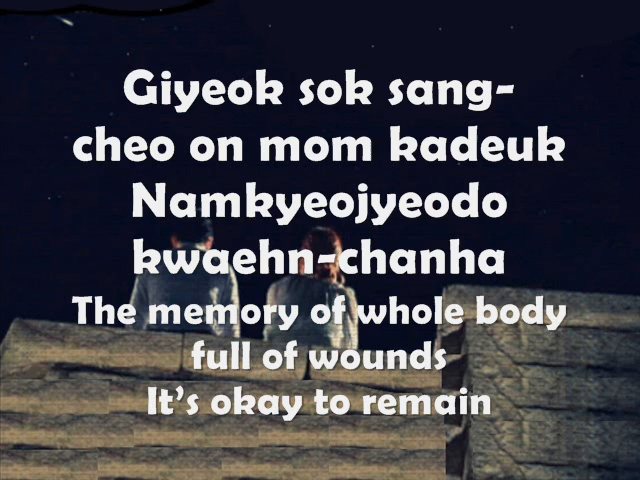 Giyeok sok sang-
cheo on mom kadeuk
Namkyeojyeodo
kwaehn-chanha
The memory of whole body
full of wounds
It's okay to remain